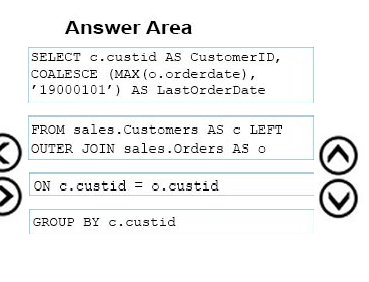 Answer Area
SELECT c.custid AS CustomerID,
COALESCE (MAX(o.orderdate),
'19000101') AS LastOrderDate
FROM sales.Customers AS c LEFT
OUTER JOIN sales.Orders AS o
ON c.custid = o.custid
GROUP BY c.custid